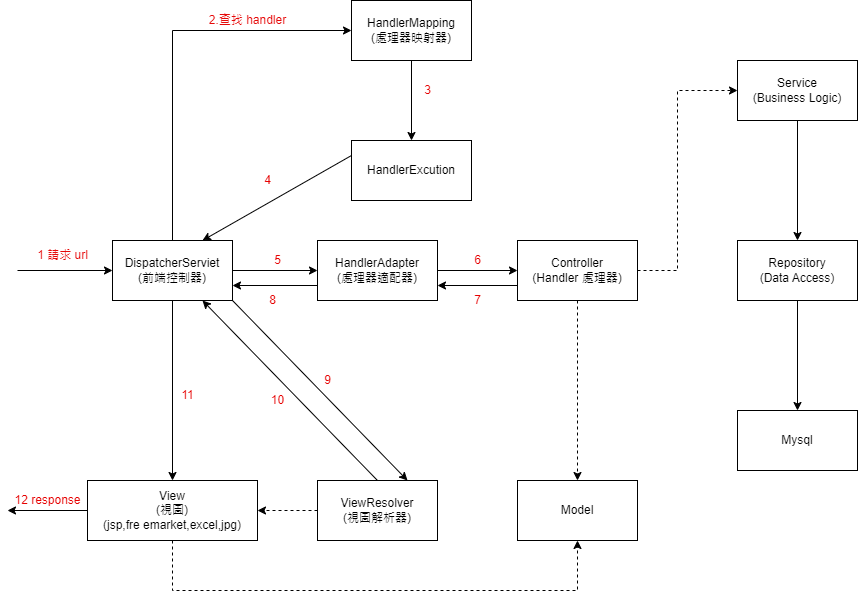 2.查找 handler
HandlerMapping
(處理器映射器)
3
Service
(Business Logic)
HandlerExcution
4
1 請求 url
DispatcherServiet
(前端控制器)
5
8
HandlerAdapter
(處理器適配器)
6
7
Controller
(Handler 處理器)
Repository
(Data Access)
9
10
11
Mysql
12 response
View
(視圖)
(jsp,fre emarket,excel,jpg)
ViewResolver
(視圖解析器)
Model